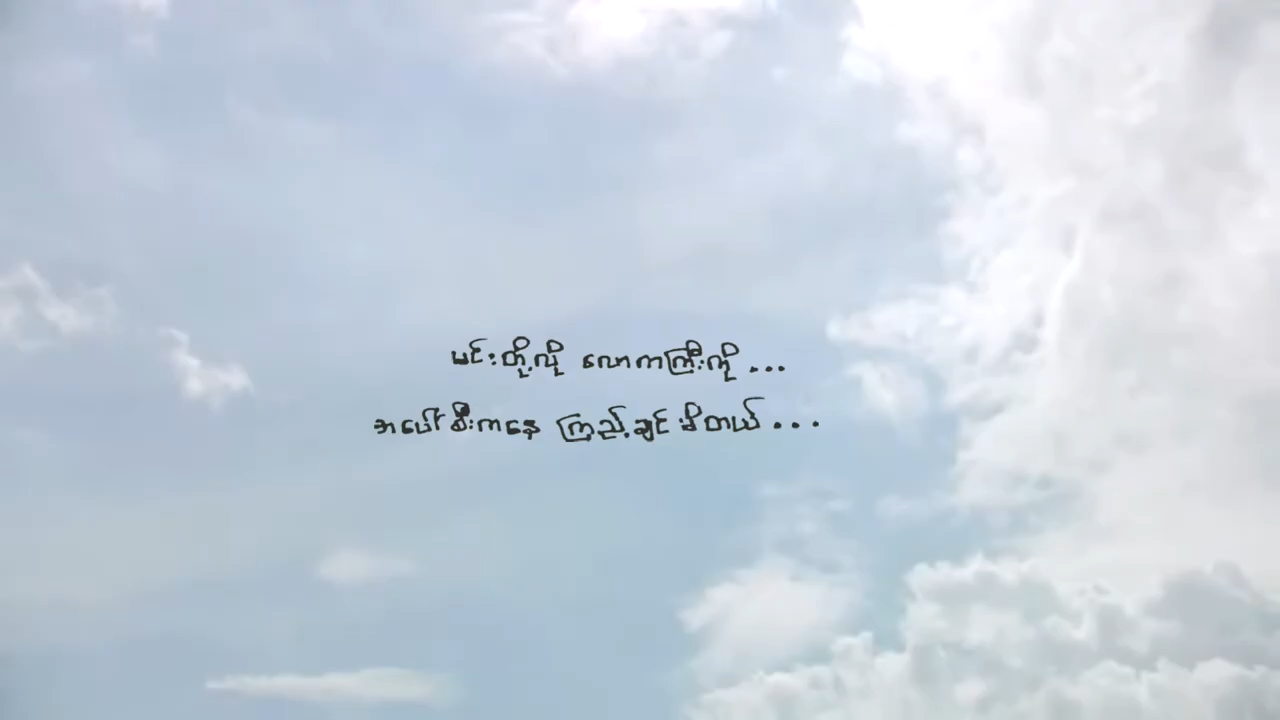 မင်းတို့လို လောကကြီးကို ...
အပေါ်စီးကနေ ကြည့်ချင်မိတယ် ...